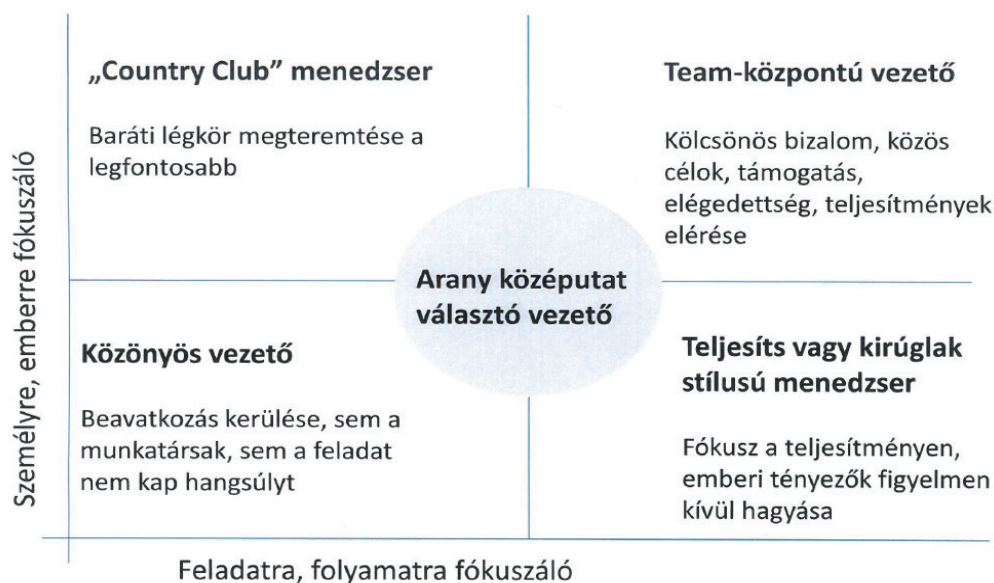 „Country Club” menedzser
Baráti légkör megteremtése a
legfontosabb
Team-központú vezető
Kölcsönös bizalom, közös
célok, támogatás,
elégedettség, teljesítmények
elérése
Arany középutat
választó vezető
Közönyös vezető
Beavatkozás kerülése, sem a
munkatársak, sem a feladat
nem kap hangsúlyt
Teljesíts vagy kirúglak
stílusú menedzser
Fókusz a teljesítményen,
emberi tényezők figyelmen
kívül hagyása
Személyre, emberre fókuszáló
Feladatra, folyamatra fókuszáló